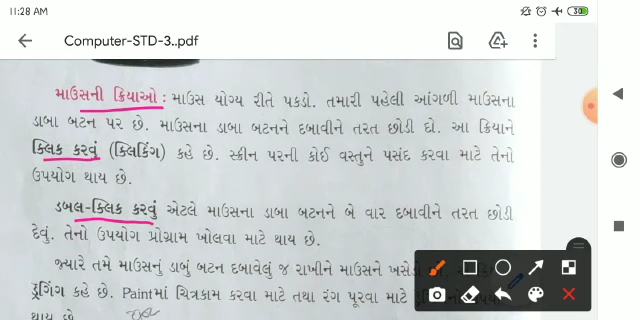 11:28 AM
30
Computer-STD-3..pdf
માઉસની ક્રિયાઓ : માઉસ યોગ્ય રીતે પકડો. તમારી પહેલી આંગળી માઉસના
ડાબા બટન પર છે. માઉસના ડાબા બટનને દબાવીને તરત છોડી દો. આ ક્રિયાને
ક્લિક કરવું (ક્લિકિંગ) કહે છે. સ્ક્રીન પરની કોઈ વસ્તુને પસંદ કરવા માટે તેનો
ઉપયોગ થાય છે.
ડબલ-ક્લિક કરવું એટલે માઉસના ડાબા બટનને બે વાર દબાવીને તરત છોડી
દેવું. તેનો ઉપયોગ પ્રોગ્રામ ખોલવા માટે થાય છે.
જ્યારે તમે માઉસનું ડાબું બટન દબાવેલું જ રાખીને માઉસને
ડ્રૅગિંગ કહે છે. Paintમાં ચિત્રકામ કરવા માટે તથા રંગ પૂરવા માટે
થાય છે.